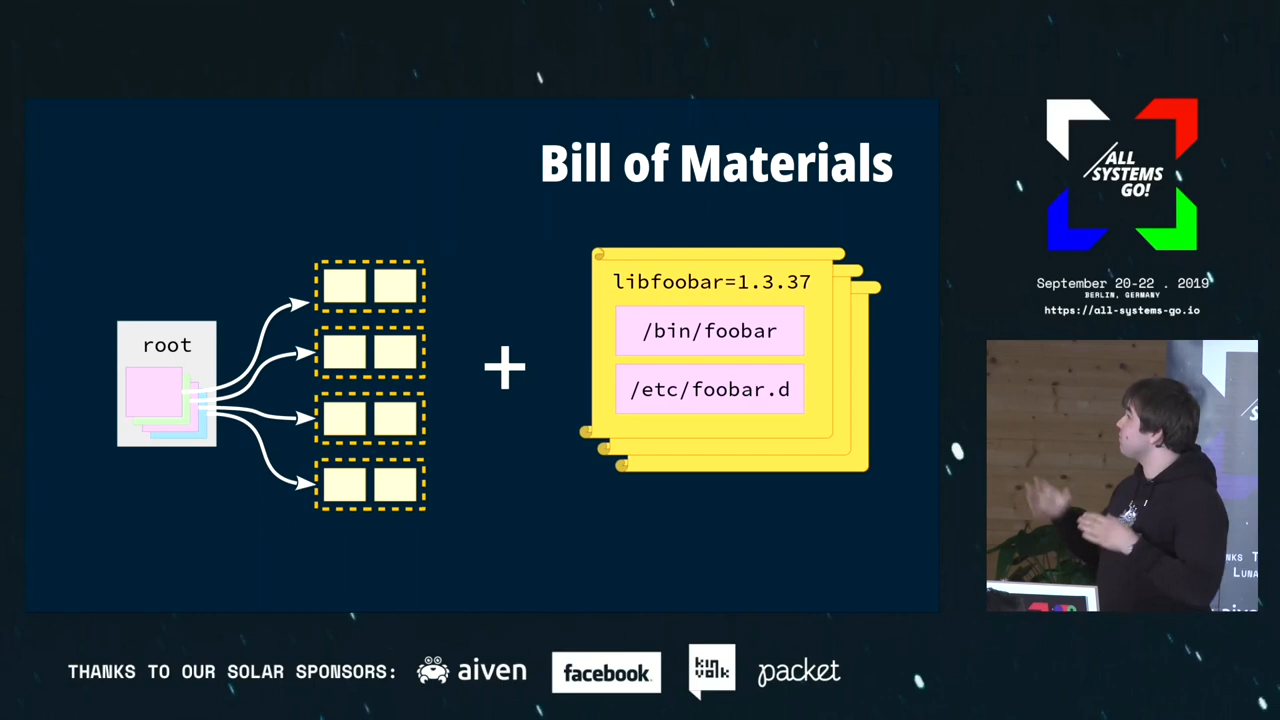 Bill of Materials
root
+
libfoobar=1.3.37
/bin/foobar
/etc/foobar.d
ALL
SYSTEMS
GO!
September 20-22 . 2019
BERLIN, GERMANY
https://all-systems-go.io
THANKS TO OUR SOLAR SPONSORS:
aiven
facebook
kinvolk
packet